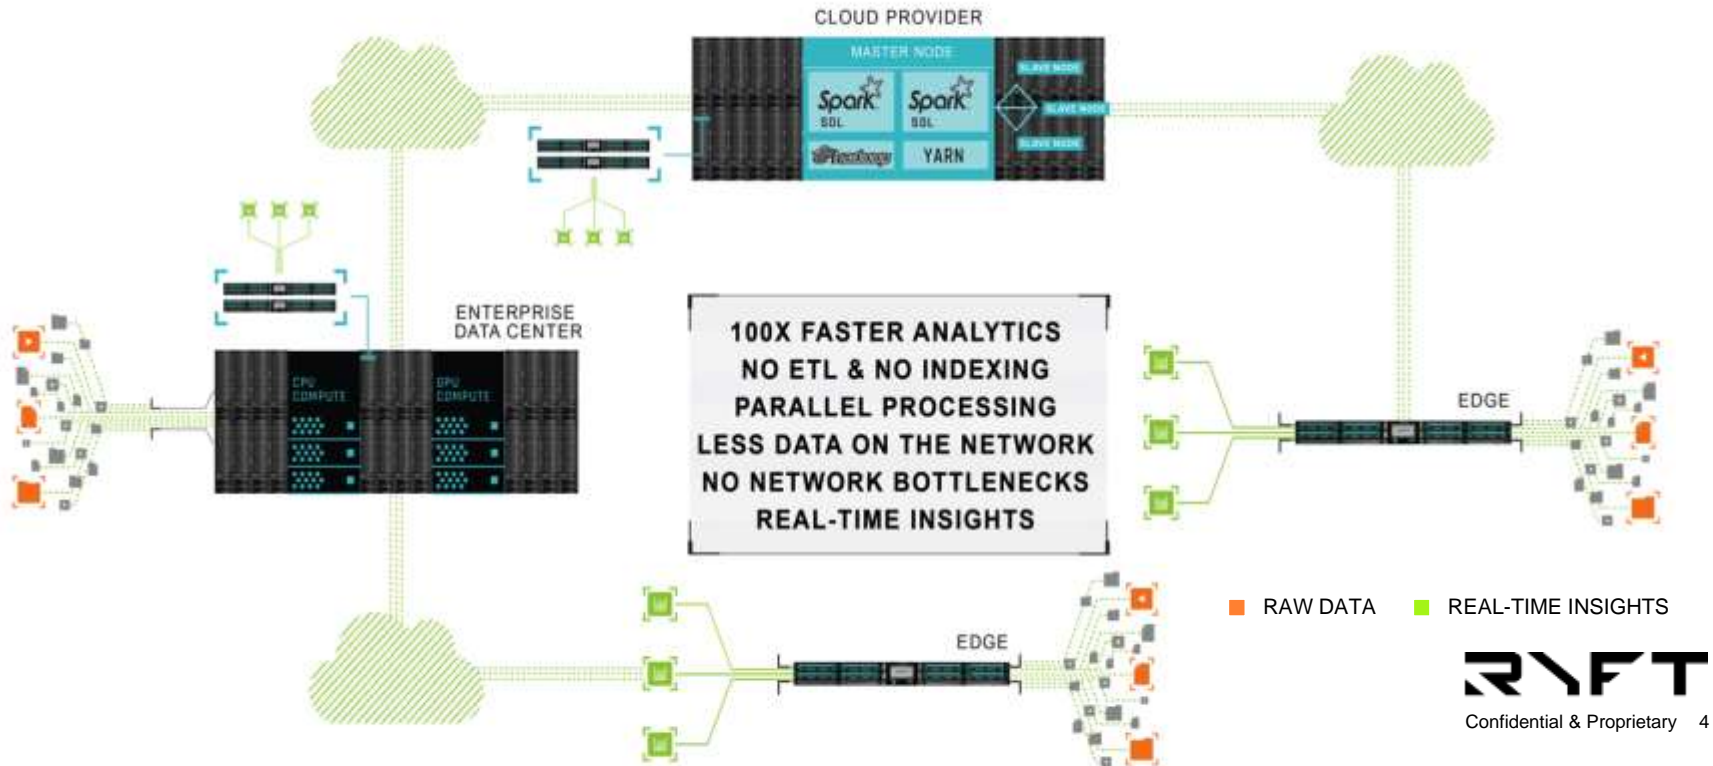 CLOUD PROVIDER
MASTER NODE
Spark
SQL
Spark
SQL
hadoop
YARN
SLAVE NODE
SLAVE NODE
SLAVE NODE
ENTERPRISE
DATA CENTER
CPU
COMPUTE
GPU
COMPUTE
100X FASTER ANALYTICS
NO ETL & NO INDEXING
PARALLEL PROCESSING
LESS DATA ON THE NETWORK
NO NETWORK BOTTLENECKS
REAL-TIME INSIGHTS
EDGE
EDGE
RAW DATA
REAL-TIME INSIGHTS
RYFT
Confidential & Proprietary 4